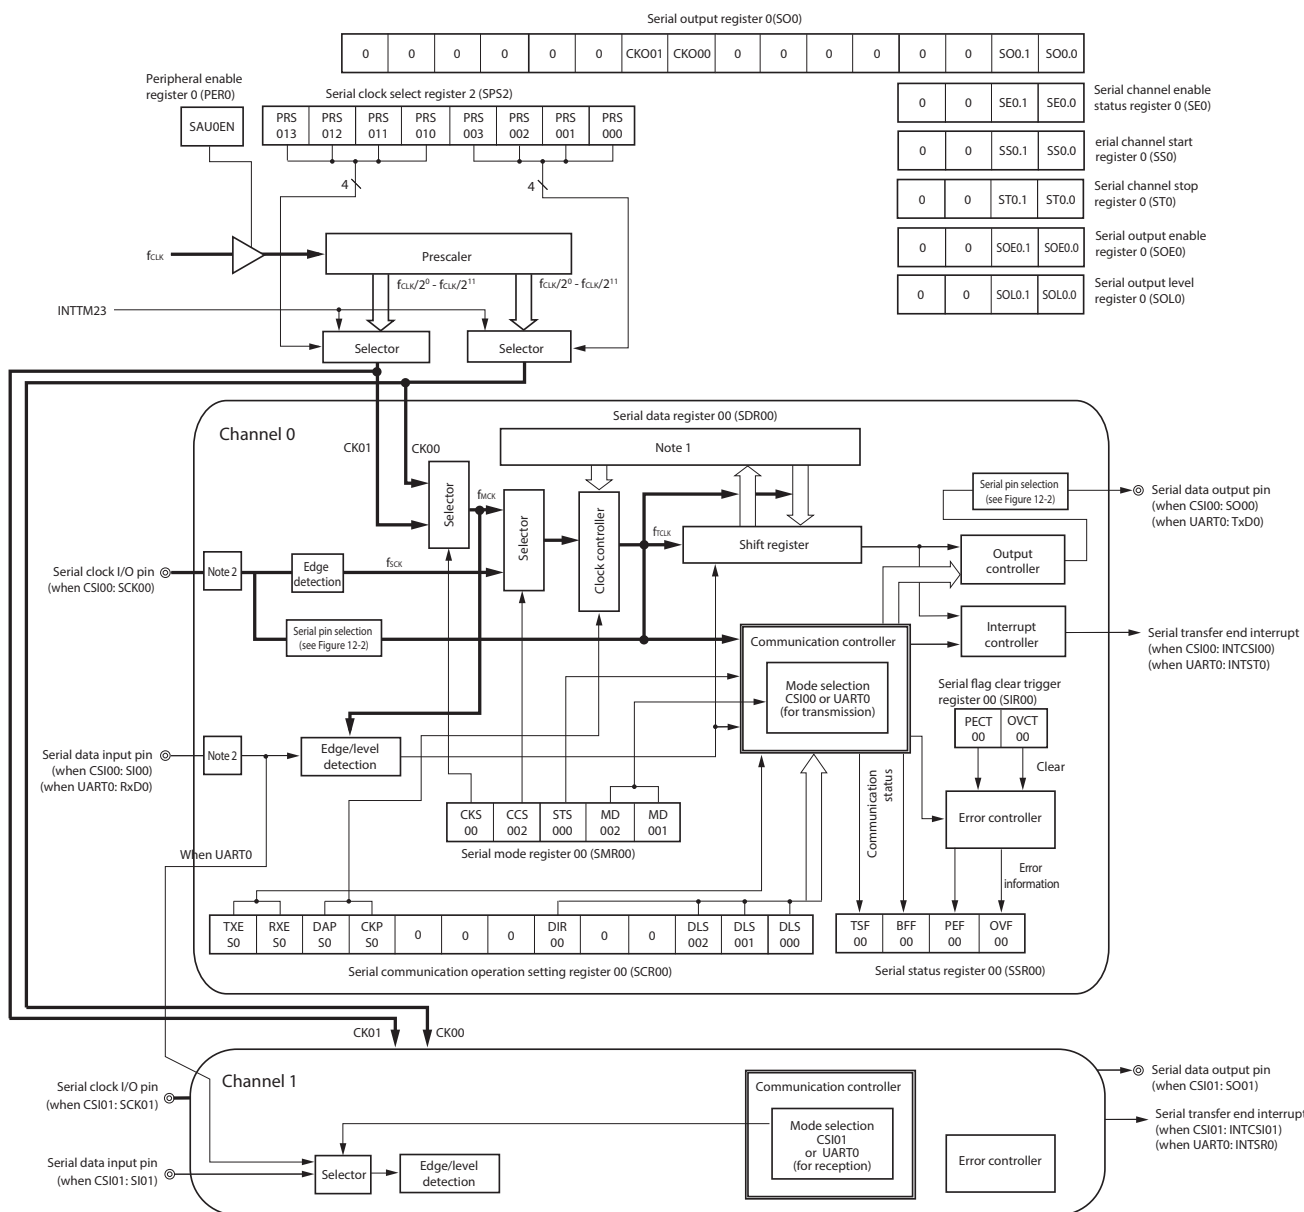 Serial output register 0(SO0)
0 0 0 0 0 0 CKO01 CKO00 0 0 0 0 0 0 SO0.1 SO0.0
Peripheral enable
register 0 (PER0)
SAU0EN
Serial clock select register 2 (SPS2)
PRS 013 PRS 012 PRS 011 PRS 010 PRS 003 PRS 002 PRS 001 PRS 000
0 0 SE0.1 SE0.0
Serial channel enable
status register 0 (SE0)
0 0 SS0.1 SS0.0
erial channel start
register 0 (SS0)
0 0 ST0.1 ST0.0
Serial channel stop
register 0 (ST0)
0 0 SOE0.1 SOE0.0
Serial output enable
register 0 (SOE0)
0 0 SOL0.1 SOL0.0
Serial output level
register 0 (SOL0)
4
4
fCLK
Prescaler
fCLK/2⁰ - fCLK/2¹¹
fCLK/2⁰ - fCLK/2¹¹
INTTM23
Selector
Selector
Channel 0
CK01
CK00
Serial data register 00 (SDR00)
Note 1
Selector
fMCK
Selector
Clock controller
fTCLK
Shift register
Serial pin selection
(see Figure 12-2)
Serial data output pin
(when CSI00: SO00)
(when UART0: TxD0)
Output
controller
Serial clock I/O pin
(when CSI00: SCK00)
Note 2
Edge
detection
fSCK
Serial pin selection
(see Figure 12-2)
Communication controller
Mode selection
CSI00 or UART0
(for transmission)
Interrupt
controller
Serial transfer end interrupt
(when CSI00: INTCSI00)
(when UART0: INTST0)
Serial flag clear trigger
register 00 (SIR00)
PECT 00 OVCT 00
Clear
Serial data input pin
(when CSI00: SI00)
(when UART0: RxD0)
Note 2
Edge/level
detection
Communication
status
Error controller
Error
information
CKS 00 CCS 002 STS 000 MD 002 MD 001
Serial mode register 00 (SMR00)
When UART0
TXE S0 RXE S0 DAP S0 CKP S0 0 0 0 DIR 00 0 0 DLS 002 DLS 001 DLS 000
Serial communication operation setting register 00 (SCR00)
TSF 00 BFF 00 PEF 00 OVF 00
Serial status register 00 (SSR00)
CK01
CK00
Channel 1
Serial clock I/O pin
(when CSI01: SCK01)
Serial data input pin
(when CSI01: SI01)
Selector
Edge/level
detection
Communication controller
Mode selection
CSI01
or UART0
(for reception)
Error controller
Serial data output pin
(when CSI01: SO01)
Serial transfer end interrupt
(when CSI01: INTCSI01)
(when UART0: INTSR0)